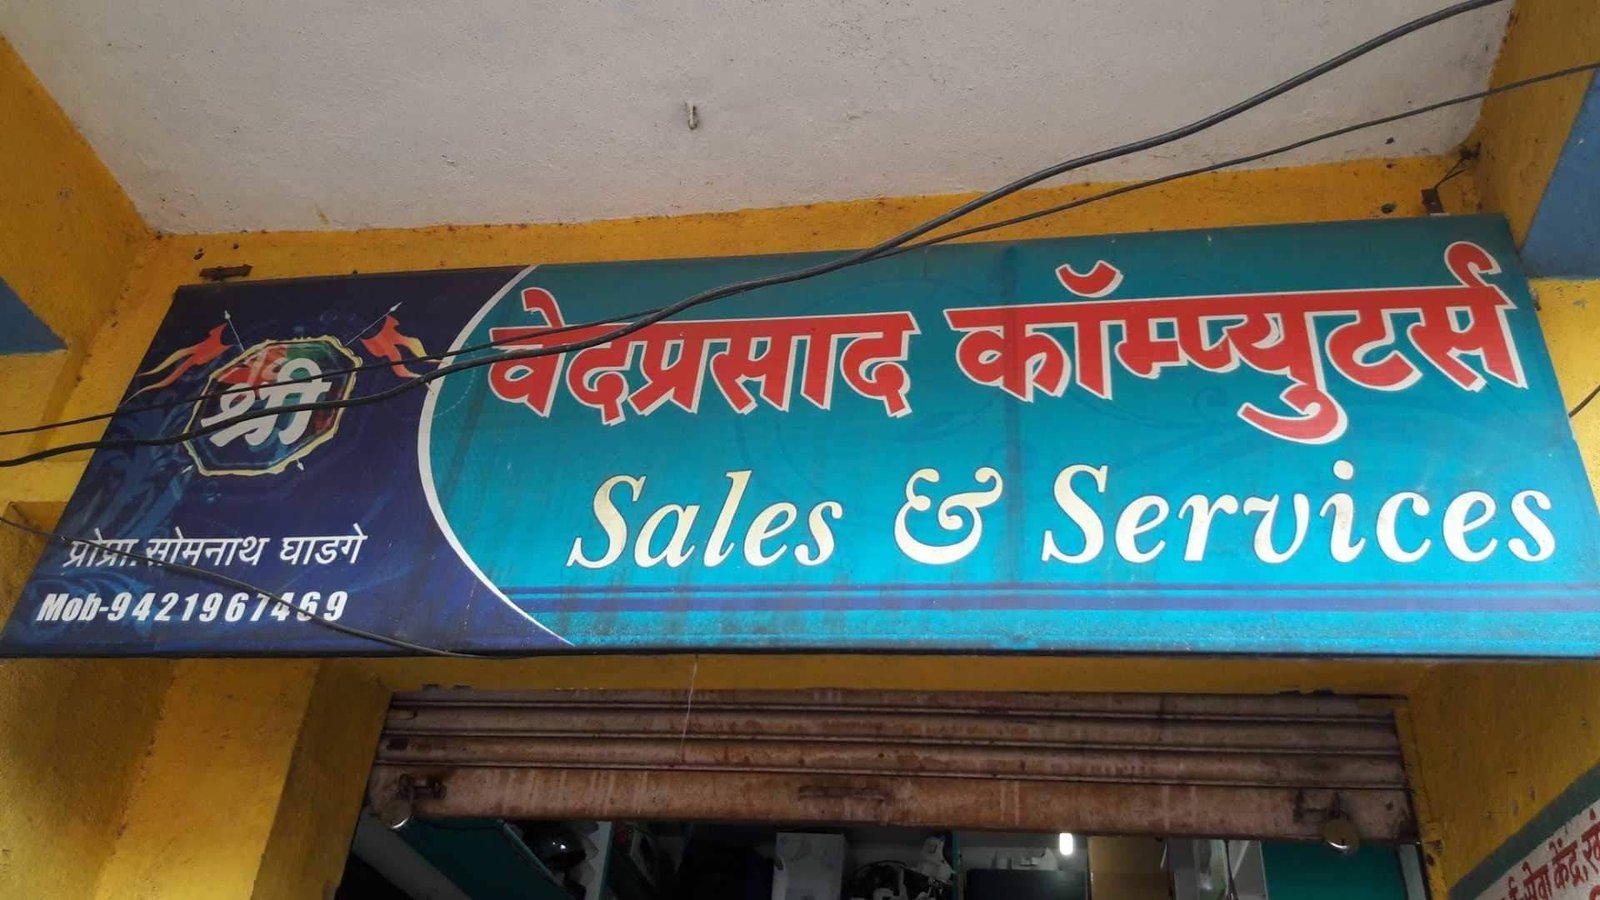 श्री
प्रोप्रा. सोमनाथ घाडगे
Mob-9421967469
वेदप्रसाद कॉम्प्युटर्स
Sales & Services
सेवा केंद्र,